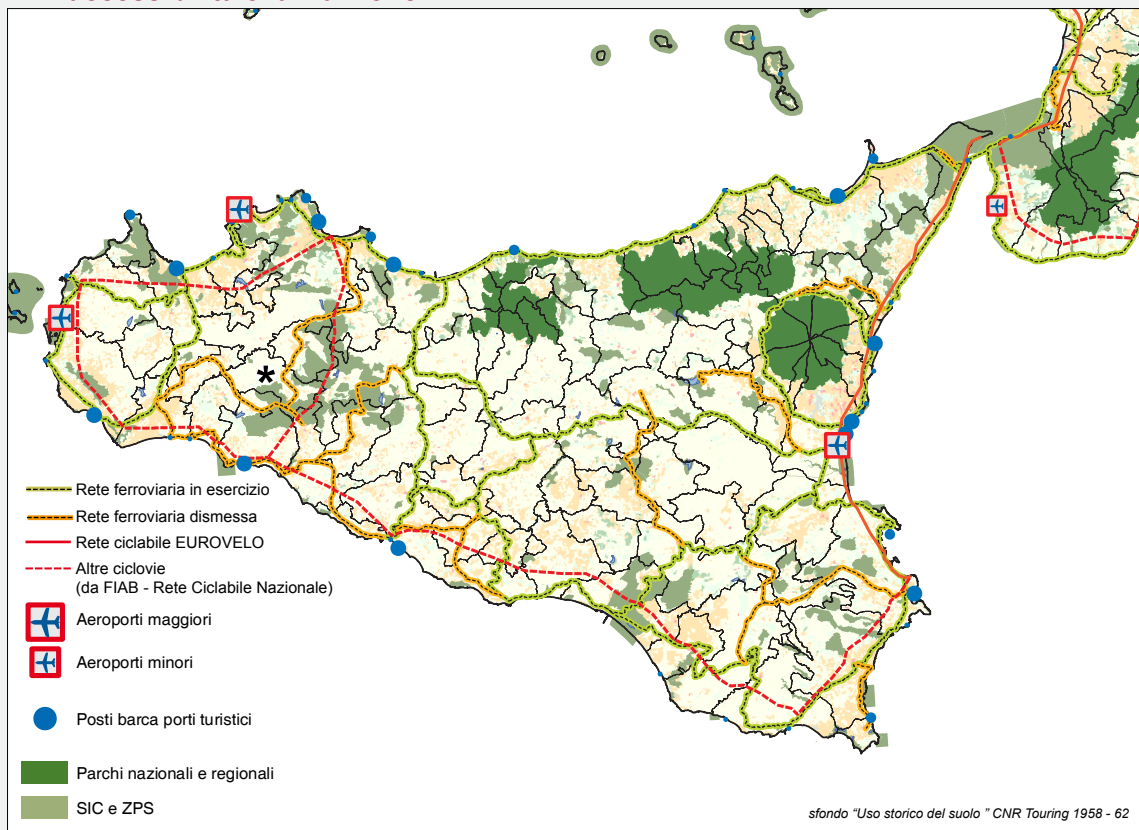 Rete ferroviaria in esercizio
Rete ferroviaria dismessa
Rete ciclabile EUROVELO
Altre ciclovie
(da FIAB - Rete Ciclabile Nazionale)
Aeroporti maggiori
Aeroporti minori
Posti barca porti turistici
Parchi nazionali e regionali
SIC e ZPS
sfondo “Uso storico del suolo ” CNR Touring 1958 - 62
*